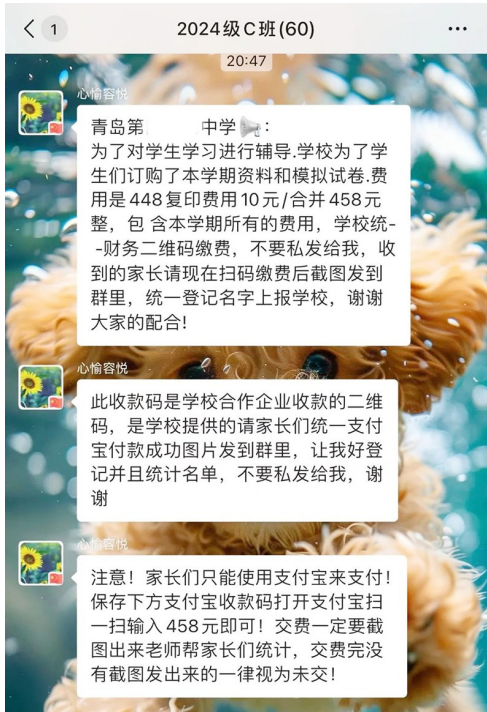 1
2024级C班(60)
20:47
心愉容悦
青岛第 中学📢:
为了对学生学习进行辅导.学校为了学
生们订购了本学期资料和模拟试卷.费
用是448复印费用10元/合并458元
整，包 含本学期所有的费用，学校统-
-财务二维码缴费，不要私发给我，收
到的家长请现在扫码缴费后截图发到
群里，统一登记名字上报学校，谢谢
大家的配合!
心愉容悦
此收款码是学校合作企业收款的二维
码，是学校提供的请家长们统一支付
宝付款成功图片发到群里，让我好登
记并且统计名单，不要私发给我，谢
谢
心愉容悦
注意！家长们只能使用支付宝来支付！
保存下方支付宝收款码打开支付宝扫
一扫输入458元即可！交费一定要截
图出来老师帮家长们统计，交费完没
有截图发出来的一律视为未交！